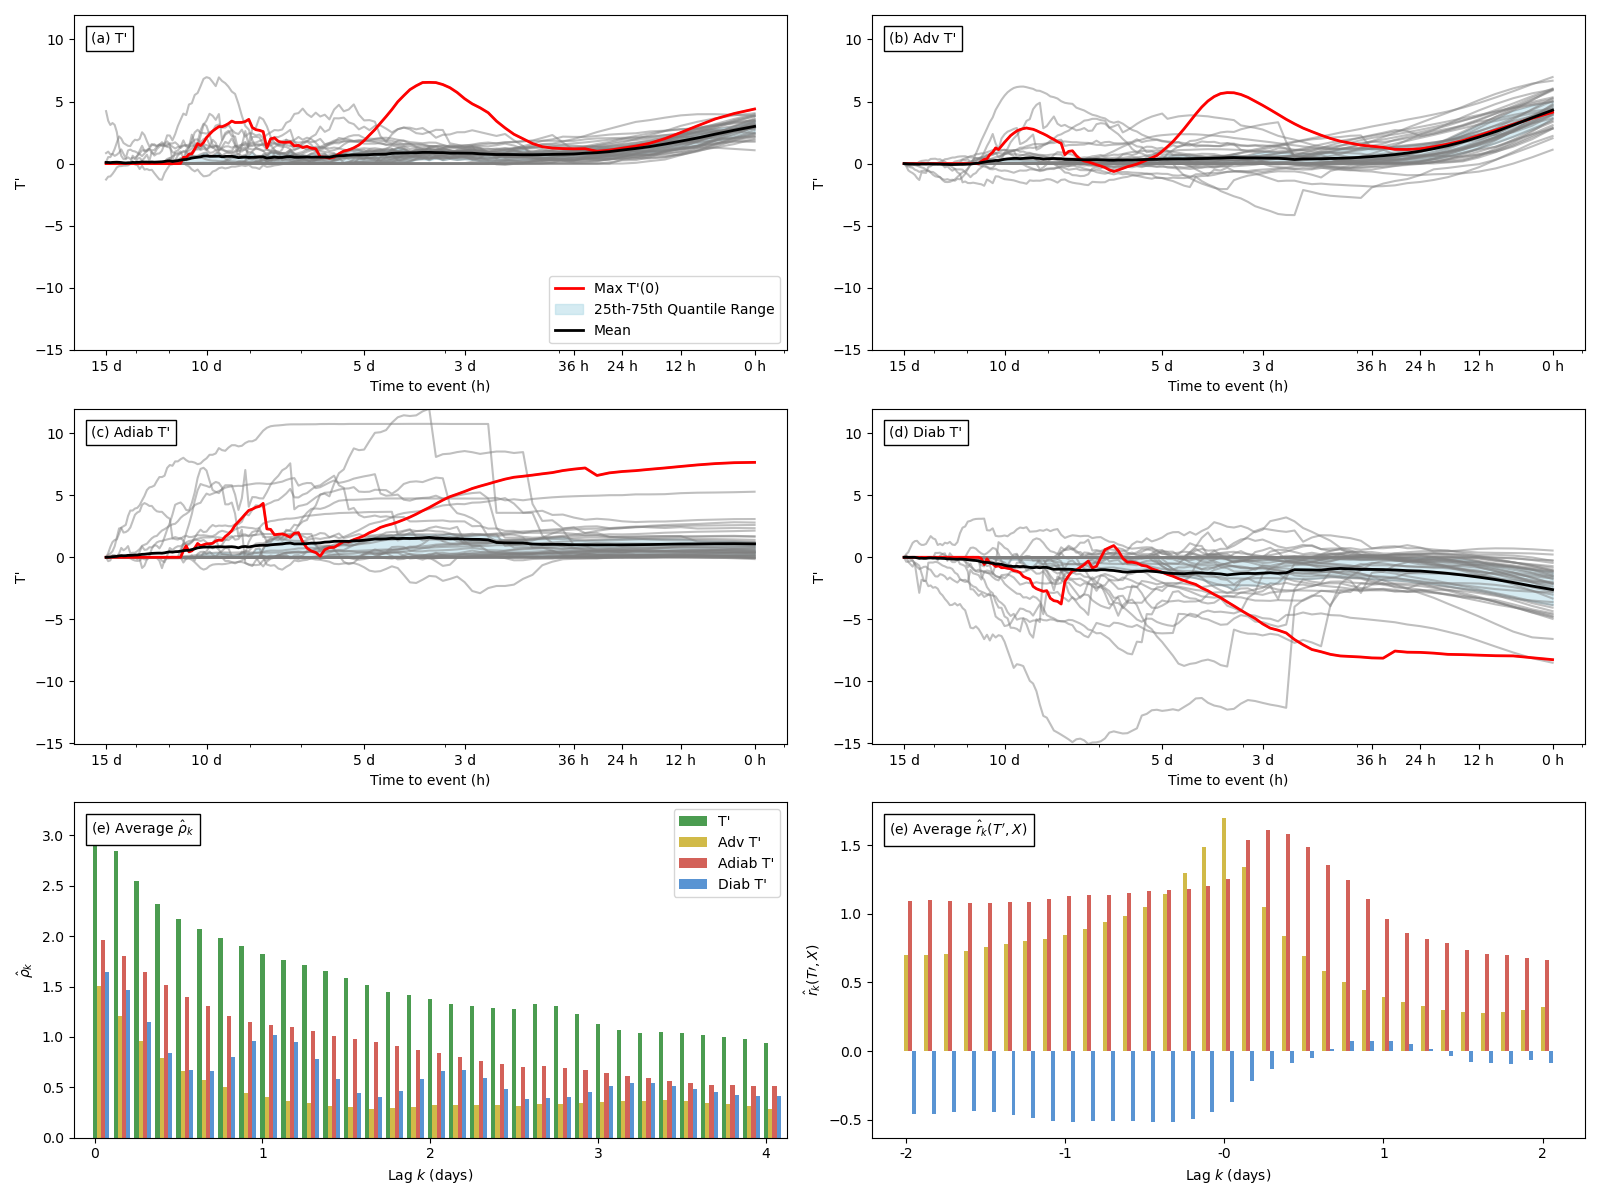 (a) T'
10
5
0
−5
−10
−15
T'
Max T'(0)
25th-75th Quantile Range
Mean
15 d 10 d 5 d 3 d 36 h 24 h 12 h 0 h
Time to event (h)
(b) Adv T'
10
5
0
−5
−10
−15
T'
15 d 10 d 5 d 3 d 36 h 24 h 12 h 0 h
Time to event (h)
(c) Adiab T'
10
5
0
−5
−10
−15
T'
15 d 10 d 5 d 3 d 36 h 24 h 12 h 0 h
Time to event (h)
(d) Diab T'
10
5
0
−5
−10
−15
T'
15 d 10 d 5 d 3 d 36 h 24 h 12 h 0 h
Time to event (h)
(e) Average ρ̂ₖ
3.0
2.5
2.0
1.5
1.0
0.5
0.0
ρ̂ₖ
T'
Adv T'
Adiab T'
Diab T'
0 1 2 3 4
Lag k (days)
(e) Average r̂ₖ(T′, X)
1.5
1.0
0.5
0.0
−0.5
r̂ₖ(T′, X)
-2 -1 -0 1 2
Lag k (days)